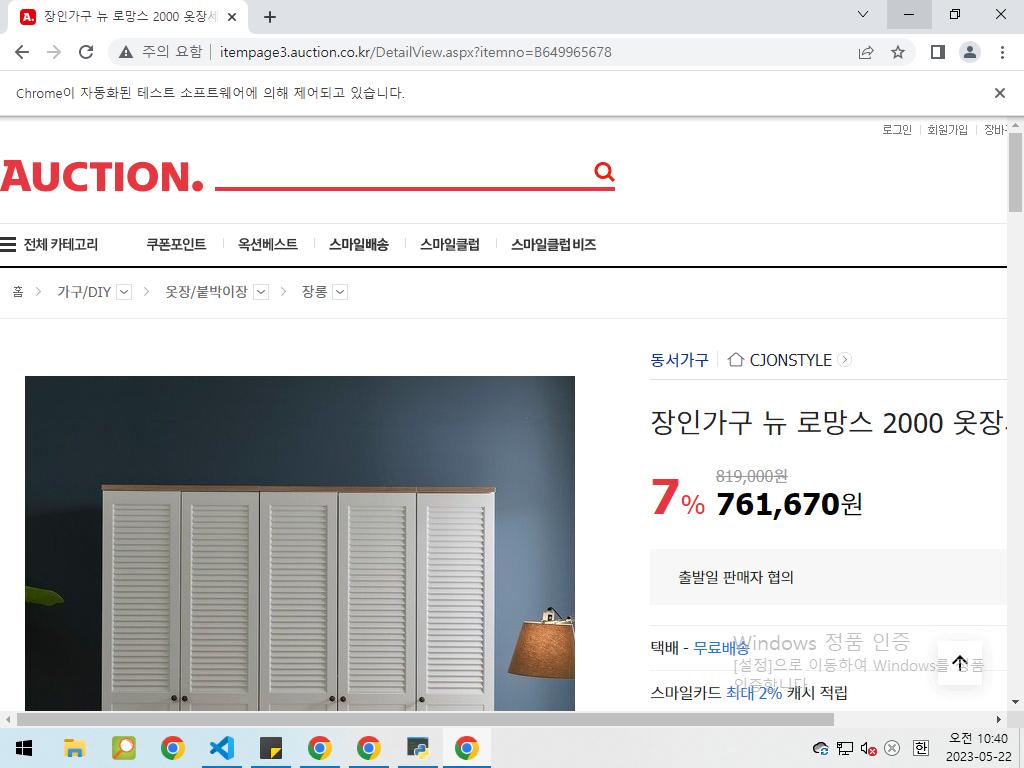 장인가구 뉴 로망스 2000 옷장세
주의 요함
itempage3.auction.co.kr/DetailView.aspx?itemno=B649965678
Chrome이 자동화된 테스트 소프트웨어에 의해 제어되고 있습니다.
로그인 회원가입 장바구
AUCTION.
전체 카테고리 쿠폰포인트 옥션베스트 스마일배송 스마일클럽 스마일클럽 비즈
홈 가구/DIY 옷장/붙박이장 장롱
동서가구 CJONSTYLE
장인가구 뉴 로망스 2000 옷장
819,000원
7% 761,670원
출발일 판매자 협의
택배 - 무료배송
Windows 정품 인증
[설정]으로 이동하여 Windows를 정품
인증합니다.
스마일카드 최대 2% 캐시 적립
한
오전 10:40
2023-05-22